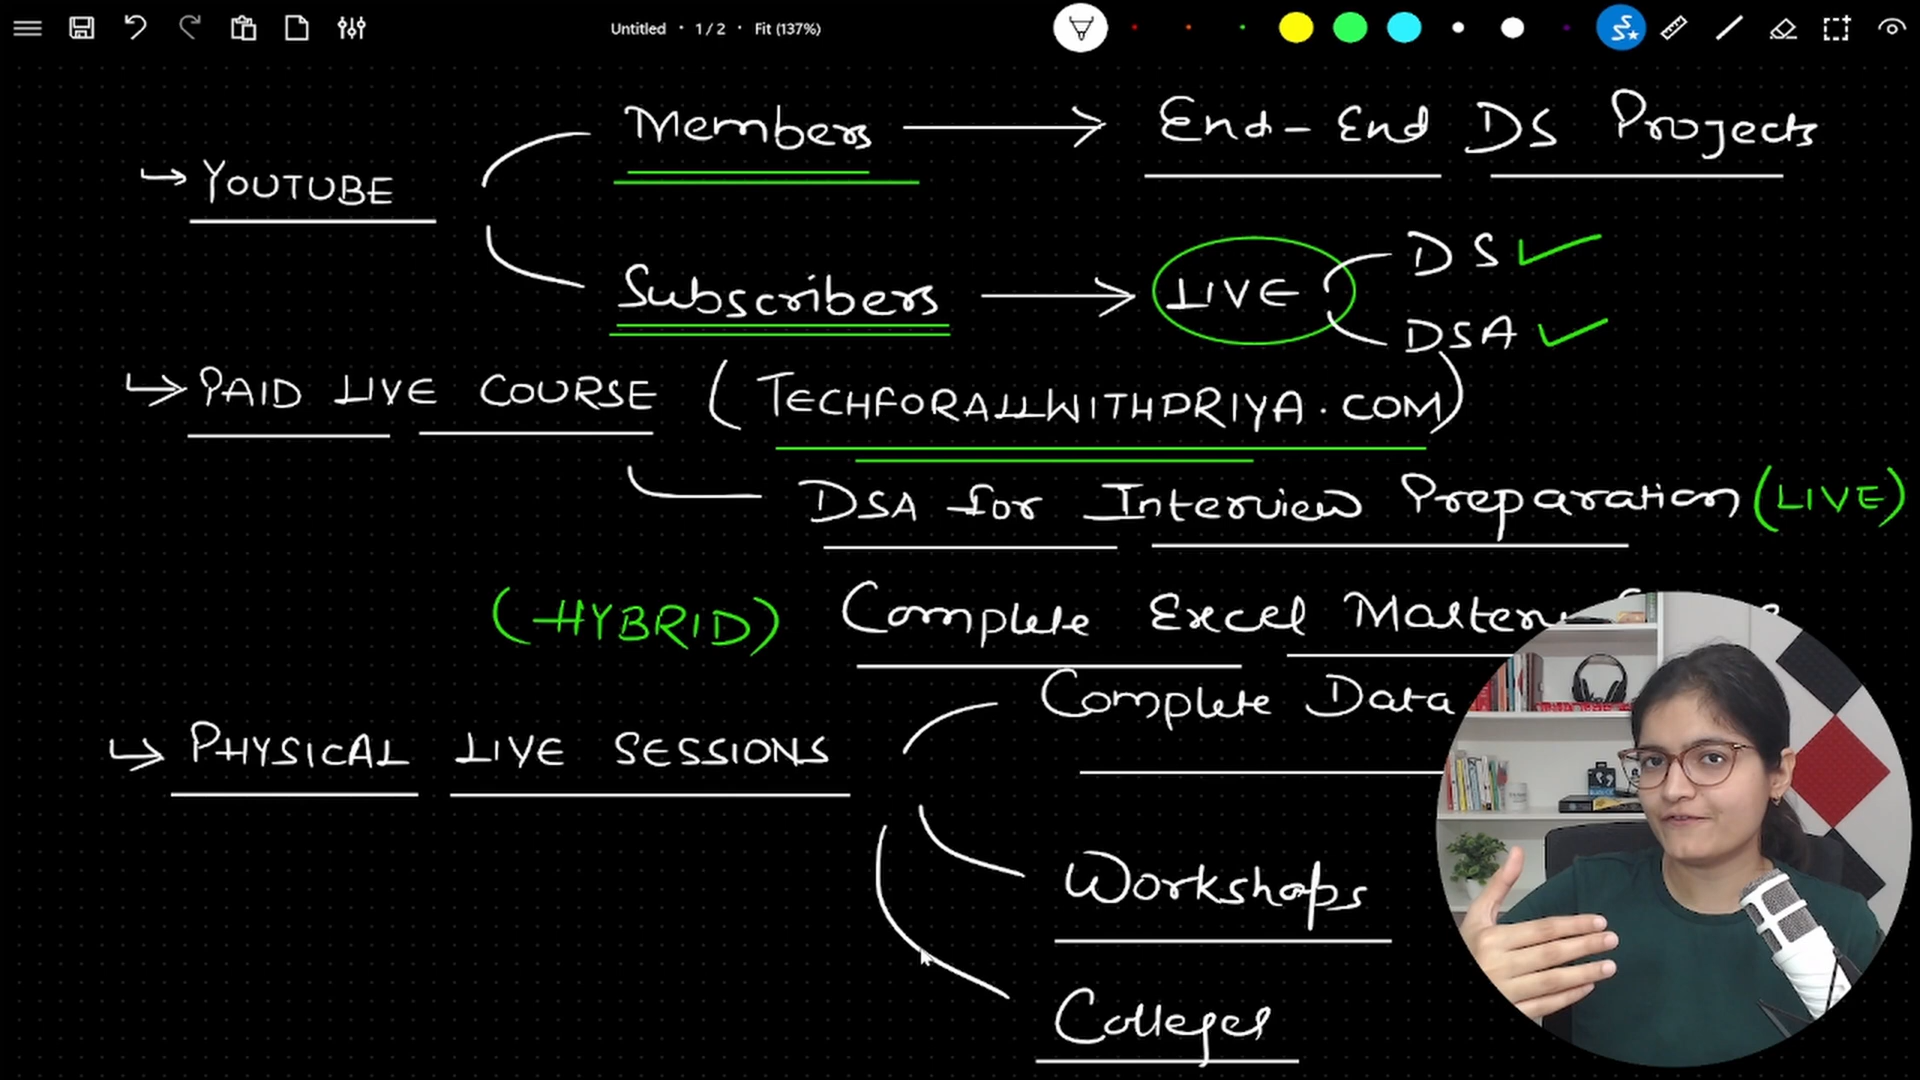 Untitled • 1 / 2 • Fit (137%)
Members → End-End DS Projects
↳ YOUTUBE
Subscribers → LIVE
DS ✓
DSA ✓
↳ PAID LIVE COURSE (TECHFORALLWITHPRIYA.COM)
DSA for Interview Preparation (LIVE)
(HYBRID) Complete Excel Mastery
Complete Data
↳ PHYSICAL LIVE SESSIONS
Workshops
Colleges